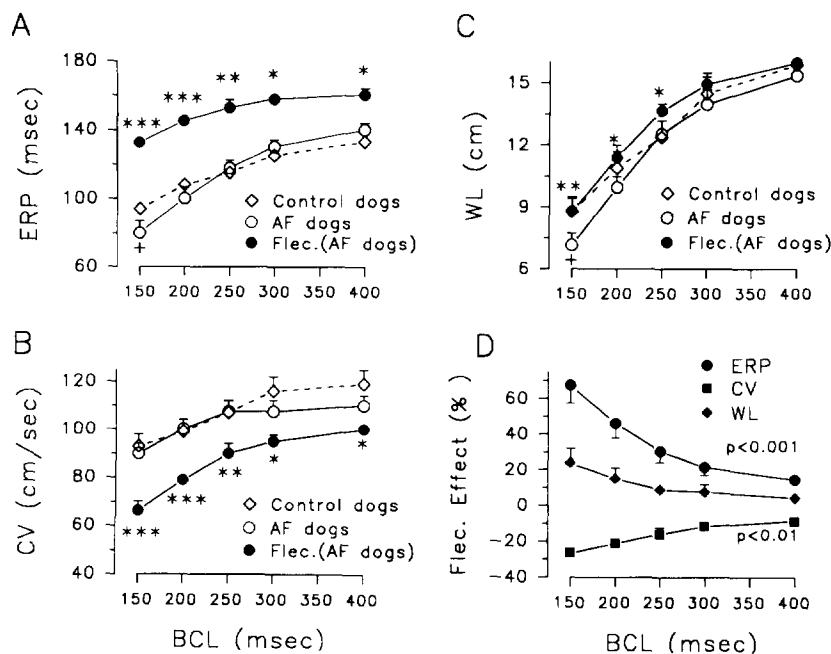 A
ERP (msec)
180
140
100
60
***
***
**
*
*
+
Control dogs
AF dogs
Flec.(AF dogs)
150 200 250 300 350 400
B
CV (cm/sec)
120
100
80
60
40
***
***
**
*
*
Control dogs
AF dogs
Flec.(AF dogs)
150 200 250 300 350 400
BCL (msec)
C
WL (cm)
15
12
9
6
**
*
*
+
Control dogs
AF dogs
Flec.(AF dogs)
150 200 250 300 350 400
D
Flec. Effect (%)
60
40
20
0
-20
-40
ERP
CV
WL
p<0.001
p<0.01
150 200 250 300 350 400
BCL (msec)